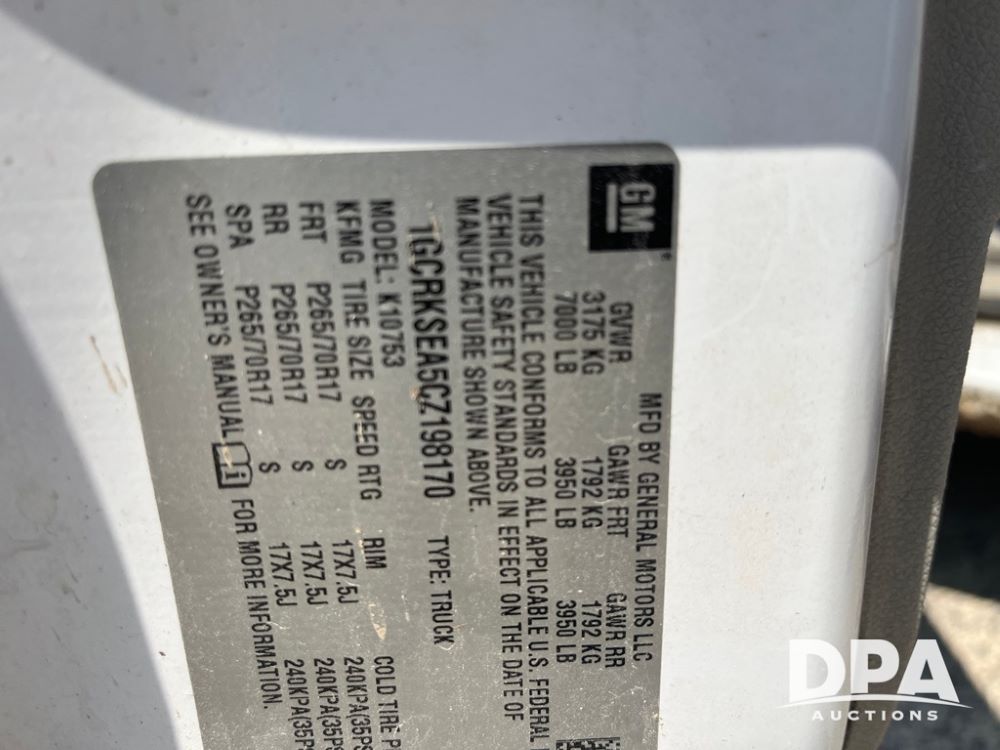 GM®
MFD BY GENERAL MOTORS LLC
GVWR GAWR FRT GAWR RR
3175 KG 1792 KG 1792 KG
7000 LB 3950 LB 3950 LB
THIS VEHICLE CONFORMS TO ALL APPLICABLE U.S. FEDERAL
VEHICLE SAFETY STANDARDS IN EFFECT ON THE DATE OF
MANUFACTURE SHOWN ABOVE.
1GCRKSEA5CZ198170 TYPE: TRUCK
MODEL: K10753
KFMG TIRE SIZE SPEED RTG RIM COLD TIRE P
FRT P265/70R17 S 17X7.5J 240KPA(35PS
RR P265/70R17 S 17X7.5J 240KPA(35PS
SPA P265/70R17 S 17X7.5J 240KPA(35PS
SEE OWNER'S MANUAL i FOR MORE INFORMATION.
DPA
AUCTIONS